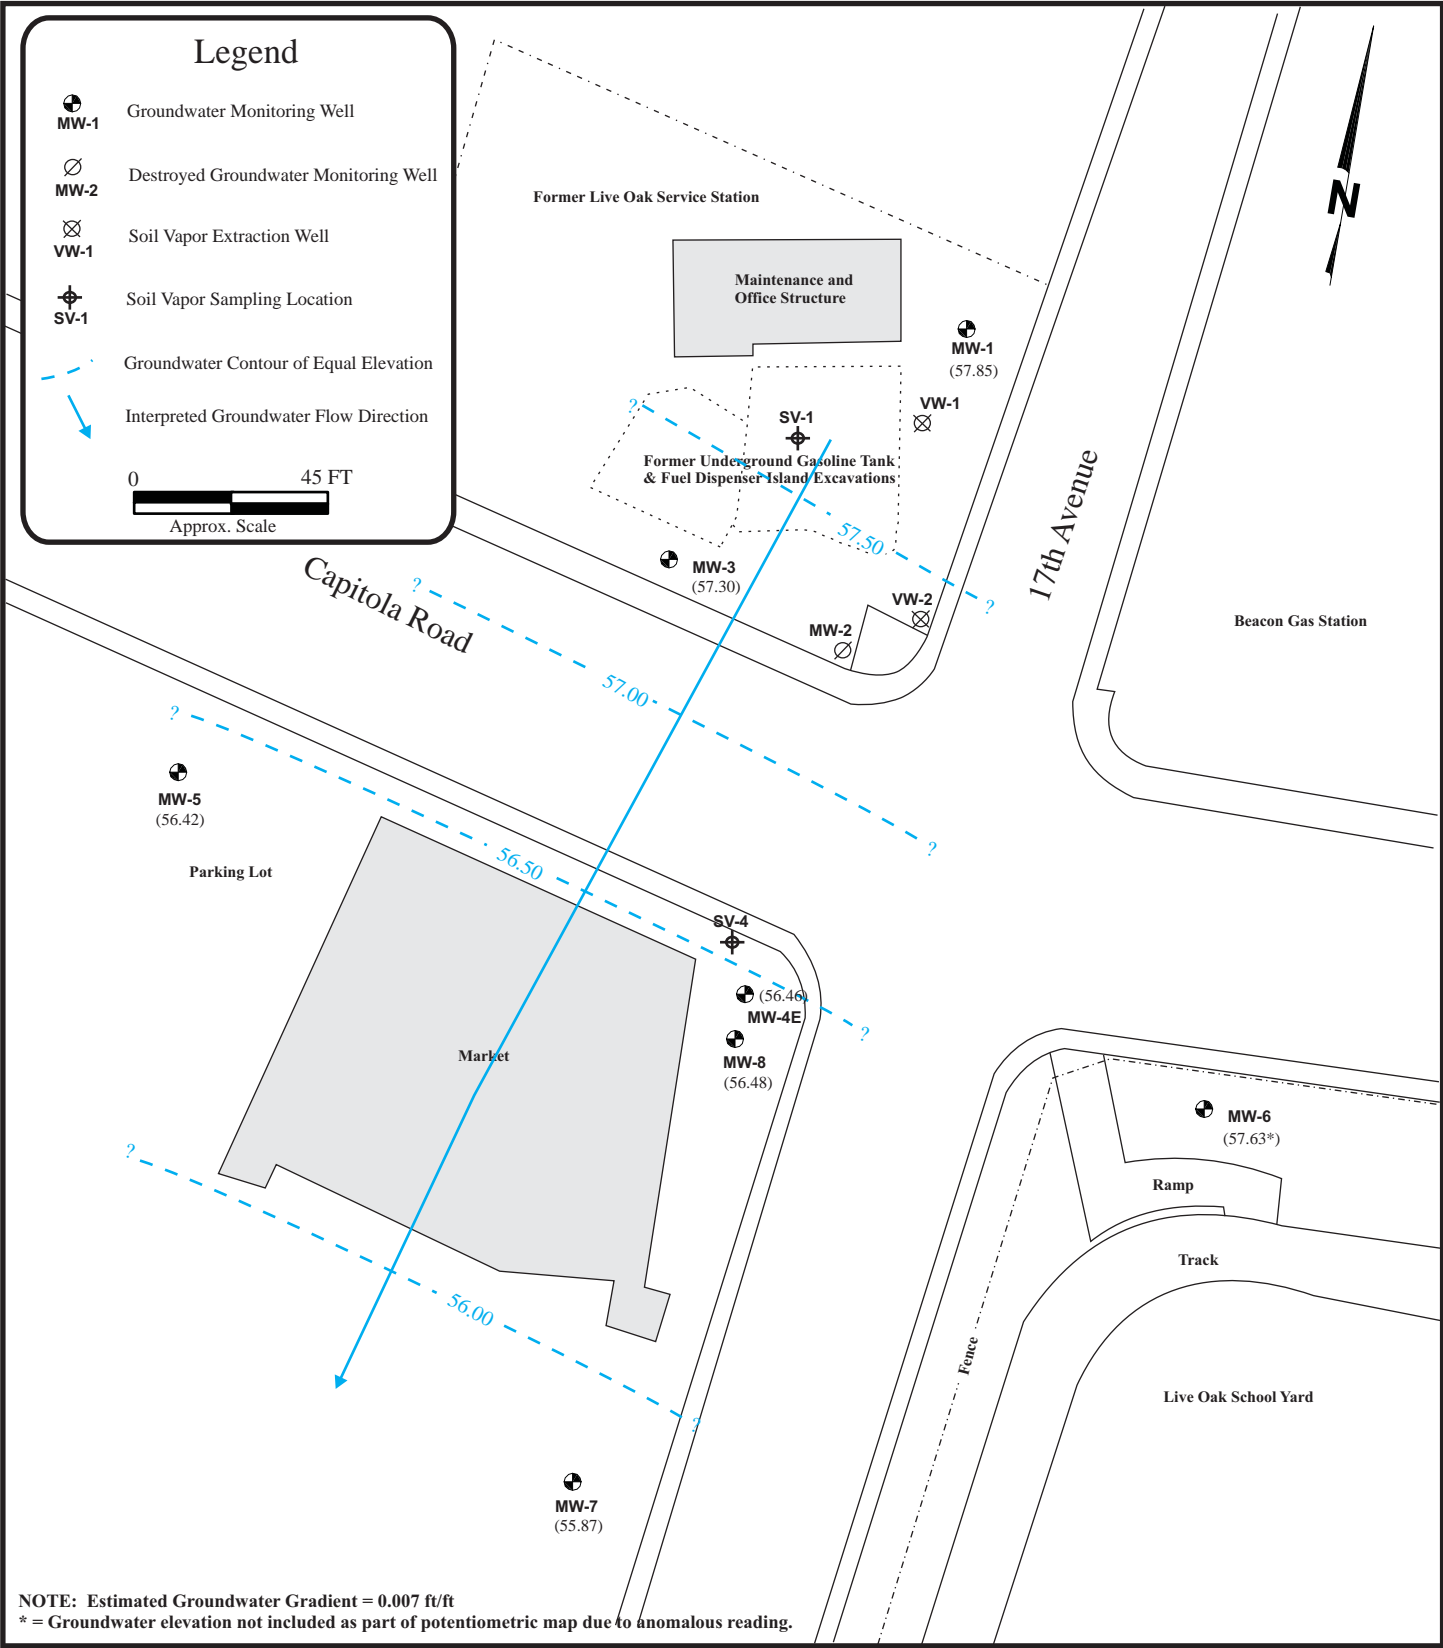 Legend
MW-1
Groundwater Monitoring Well
MW-2
Destroyed Groundwater Monitoring Well
VW-1
Soil Vapor Extraction Well
SV-1
Soil Vapor Sampling Location
Groundwater Contour of Equal Elevation
Interpreted Groundwater Flow Direction
0 45 FT
Approx. Scale
N
Former Live Oak Service Station
Maintenance and
Office Structure
MW-1
(57.85)
VW-1
?
SV-1
Former Underground Gasoline Tank
& Fuel Dispenser Island Excavations
57.50
17th Avenue
MW-3
(57.30)
?
VW-2
?
MW-2
Beacon Gas Station
Capitola Road
57.00
?
?
MW-5
(56.42)
Parking Lot
56.50
SV-4
(56.46)
MW-4E
?
MW-8
(56.48)
Market
MW-6
(57.63*)
Ramp
Track
?
56.00
?
Fence
Live Oak School Yard
MW-7
(55.87)
NOTE: Estimated Groundwater Gradient = 0.007 ft/ft
* = Groundwater elevation not included as part of potentiometric map due to anomalous reading.